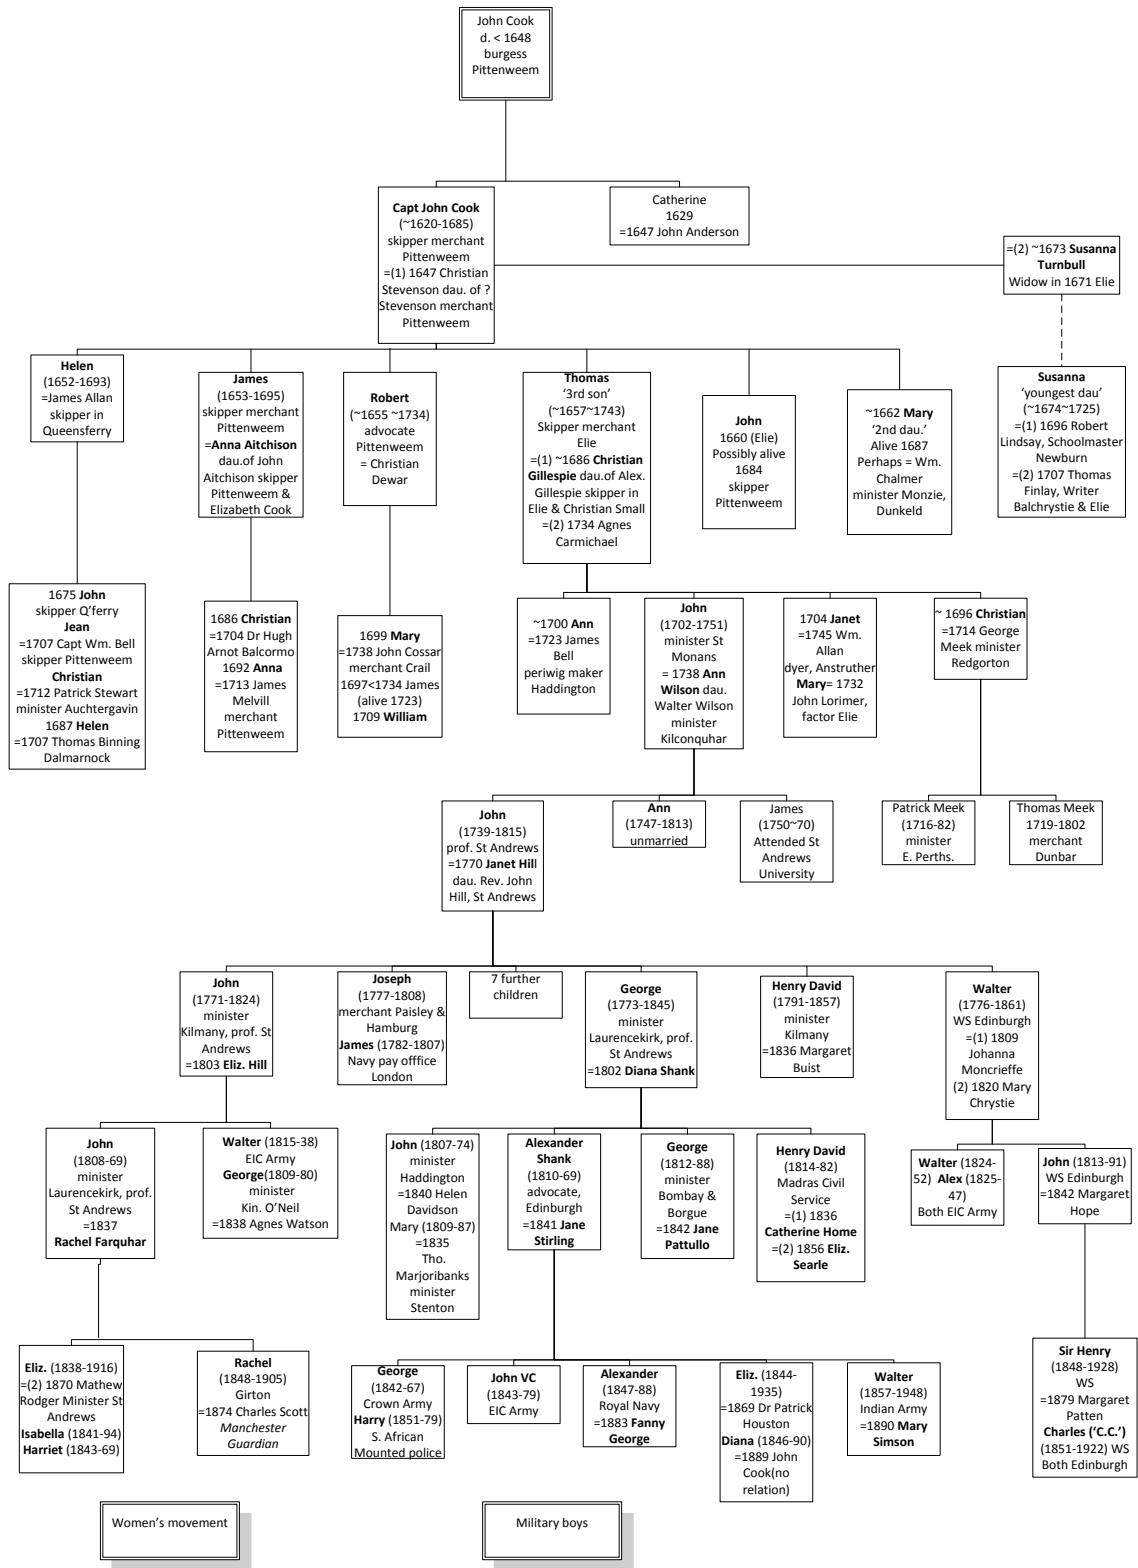 John Cook
d. < 1648
burgess
Pittenweem
Capt John Cook
(~1620-1685)
skipper merchant
Pittenweem
=(1) 1647 Christian
Stevenson dau. of ?
Stevenson merchant
Pittenweem
Catherine
1629
=1647 John Anderson
=(2) ~1673 Susanna
Turnbull
Widow in 1671 Elie
Helen
(1652-1693)
=James Allan
skipper in
Queensferry
James
(1653-1695)
skipper merchant
Pittenweem
=Anna Aitchison
dau.of John
Aitchison skipper
Pittenweem &
Elizabeth Cook
Robert
(~1655 ~1734)
advocate
Pittenweem
= Christian
Dewar
Thomas
'3rd son'
(~1657~1743)
Skipper merchant
Elie
=(1) ~1686 Christian
Gillespie dau.of Alex.
Gillespie skipper in
Elie & Christian Small
=(2) 1734 Agnes
Carmichael
John
1660 (Elie)
Possibly alive
1684
skipper
Pittenweem
~1662 Mary
'2nd dau.'
Alive 1687
Perhaps = Wm.
Chalmer
minister Monzie,
Dunkeld
Susanna
'youngest dau'
(~1674~1725)
=(1) 1696 Robert
Lindsay, Schoolmaster
Newburn
=(2) 1707 Thomas
Finlay, Writer
Balchrystie & Elie
1675 John
skipper Q'ferry
Jean
=1707 Capt Wm. Bell
skipper Pittenweem
Christian
=1712 Patrick Stewart
minister Auchtergavin
1687 Helen
=1707 Thomas Binning
Dalmarnock
1686 Christian
=1704 Dr Hugh
Arnot Balcormo
1692 Anna
=1713 James
Melvill
merchant
Pittenweem
1699 Mary
=1738 John Cossar
merchant Crail
1697<1734 James
(alive 1723)
1709 William
~1700 Ann
=1723 James
Bell
periwig maker
Haddington
John
(1702-1751)
minister St
Monans
= 1738 Ann
Wilson dau.
Walter Wilson
minister
Kilconquhar
1704 Janet
=1745 Wm.
Allan
dyer, Anstruther
Mary= 1732
John Lorimer,
factor Elie
~ 1696 Christian
=1714 George
Meek minister
Redgorton
John
(1739-1815)
prof. St Andrews
=1770 Janet Hill
dau. Rev. John
Hill, St Andrews
Ann
(1747-1813)
unmarried
James
(1750~70)
Attended St
Andrews
University
Patrick Meek
(1716-82)
minister
E. Perths.
Thomas Meek
1719-1802
merchant
Dunbar
John
(1771-1824)
minister
Kilmany, prof. St
Andrews
=1803 Eliz. Hill
Joseph
(1777-1808)
merchant Paisley &
Hamburg
James (1782-1807)
Navy pay offfice
London
7 further
children
George
(1773-1845)
minister
Laurencekirk, prof.
St Andrews
=1802 Diana Shank
Henry David
(1791-1857)
minister
Kilmany
=1836 Margaret
Buist
Walter
(1776-1861)
WS Edinburgh
=(1) 1809
Johanna
Moncrieffe
(2) 1820 Mary
Chrystie
John
(1808-69)
minister
Laurencekirk, prof.
St Andrews
=1837
Rachel Farquhar
Walter (1815-38)
EIC Army
George(1809-80)
minister
Kin. O'Neil
=1838 Agnes Watson
John (1807-74)
minister
Haddington
=1840 Helen
Davidson
Mary (1809-87)
=1835
Tho.
Marjoribanks
minister
Stenton
Alexander
Shank
(1810-69)
advocate,
Edinburgh
=1841 Jane
Stirling
George
(1812-88)
minister
Bombay &
Borgue
=1842 Jane
Pattullo
Henry David
(1814-82)
Madras Civil
Service
=(1) 1836
Catherine Home
=(2) 1856 Eliz.
Searle
Walter (1824-
52) Alex (1825-
47)
Both EIC Army
John (1813-91)
WS Edinburgh
=1842 Margaret
Hope
Eliz. (1838-1916)
=(2) 1870 Mathew
Rodger Minister St
Andrews
Isabella (1841-94)
Harriet (1843-69)
Rachel
(1848-1905)
Girton
=1874 Charles Scott
Manchester
Guardian
George
(1842-67)
Crown Army
Harry (1851-79)
S. African
Mounted police
John VC
(1843-79)
EIC Army
Alexander
(1847-88)
Royal Navy
=1883 Fanny
George
Eliz. (1844-
1935)
=1869 Dr Patrick
Houston
Diana (1846-90)
=1889 John
Cook(no
relation)
Walter
(1857-1948)
Indian Army
=1890 Mary
Simson
Sir Henry
(1848-1928)
WS
=1879 Margaret
Patten
Charles ('C.C.')
(1851-1922) WS
Both Edinburgh
Women's movement
Military boys